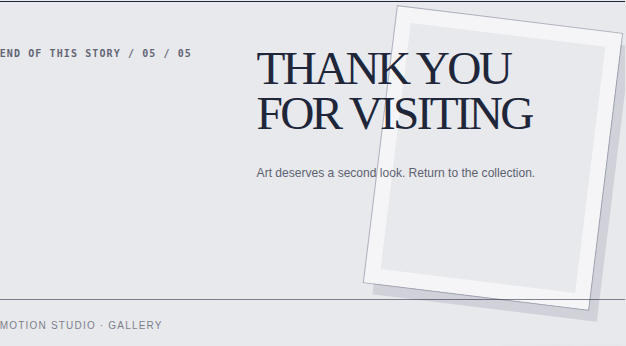 END OF THIS STORY / 05 / 05
THANK YOU
FOR VISITING
Art deserves a second look. Return to the collection.
MOTION STUDIO · GALLERY